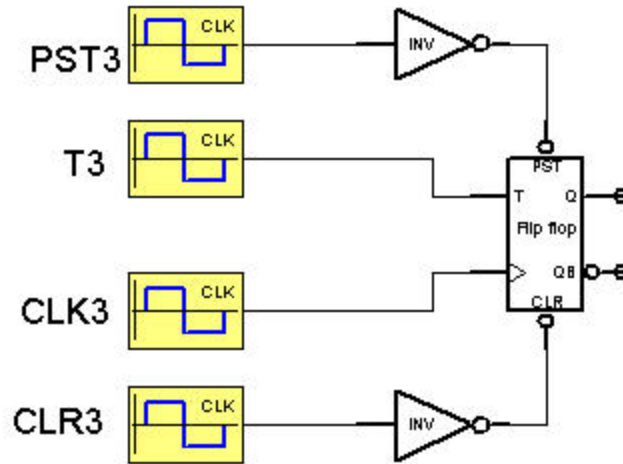 CLK
PST3
INV
CLK
T3
PST
T Q
Flip flop
CLK
QB
CLK3
CLR
CLK
CLR3
INV